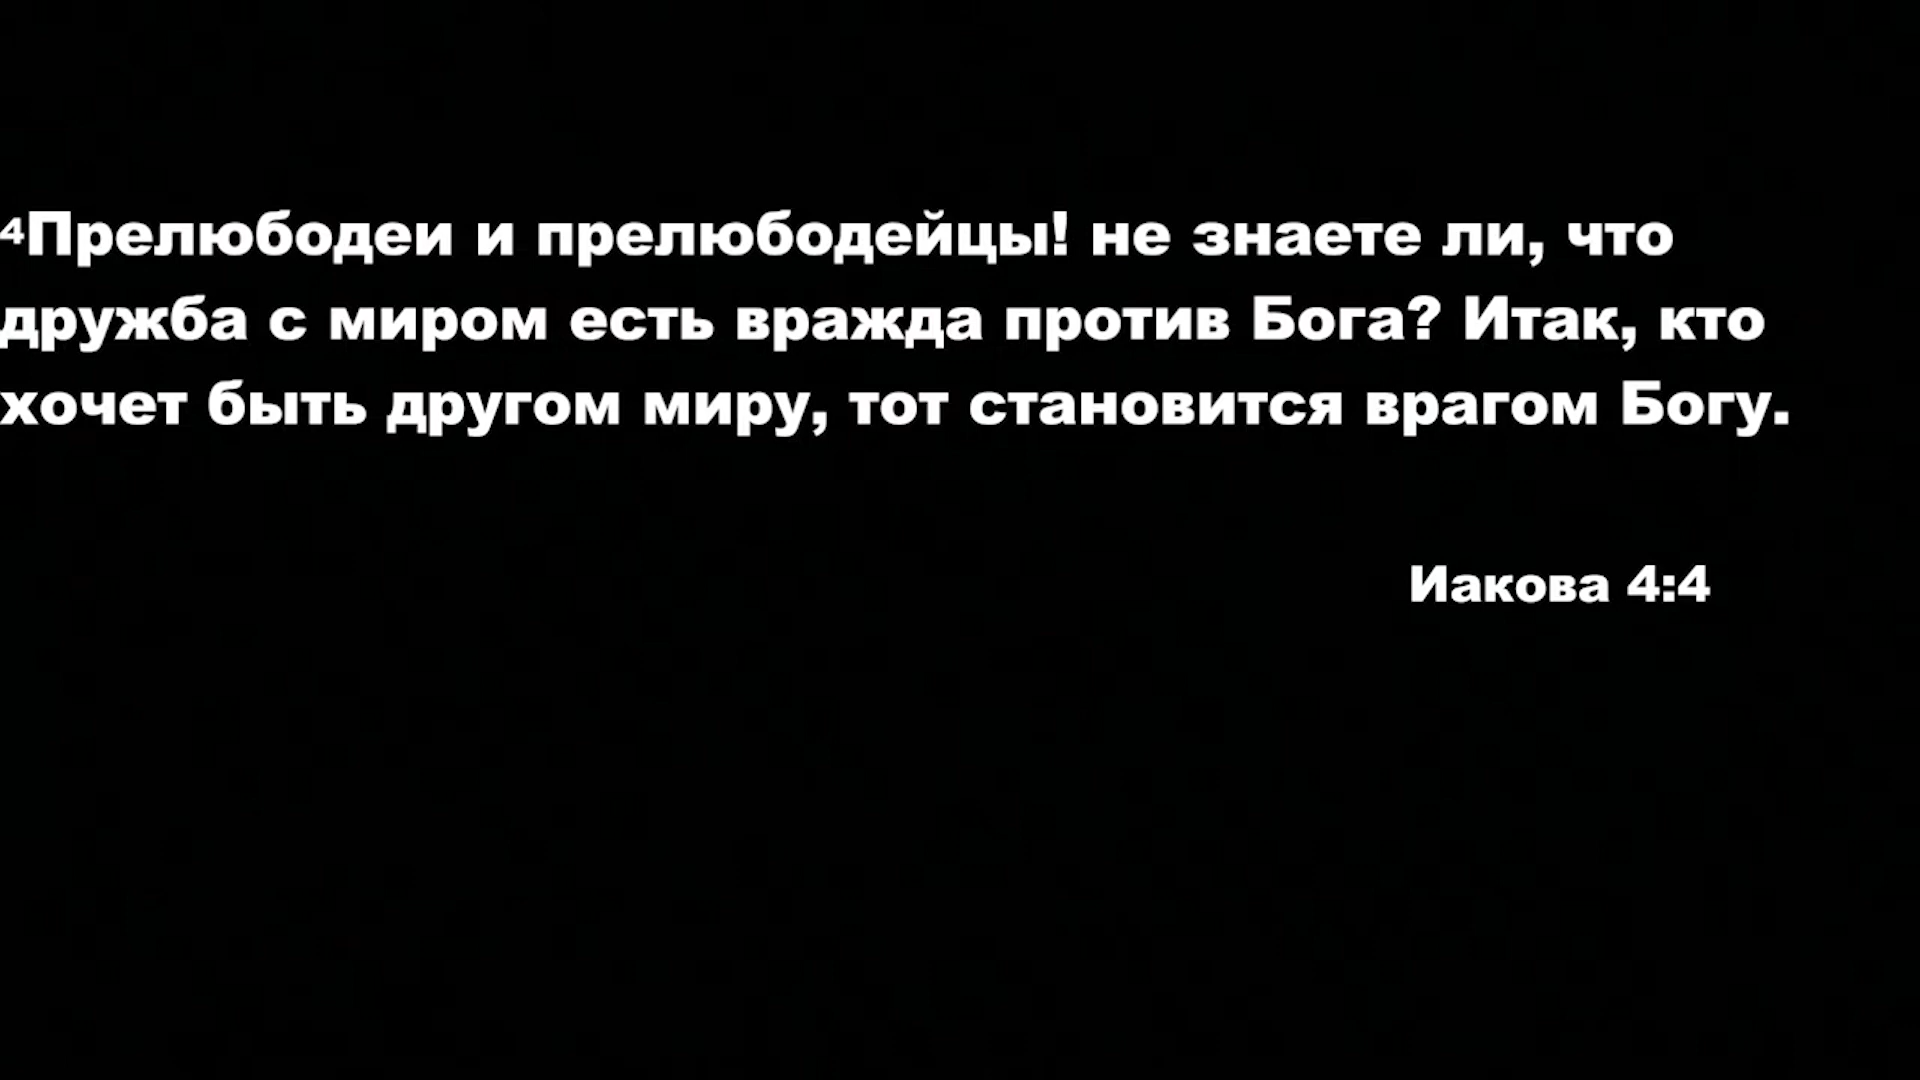 4Прелюбодеи и прелюбодейцы! не знаете ли, что
дружба с миром есть вражда против Бога? Итак, кто
хочет быть другом миру, тот становится врагом Богу.
Иакова 4:4